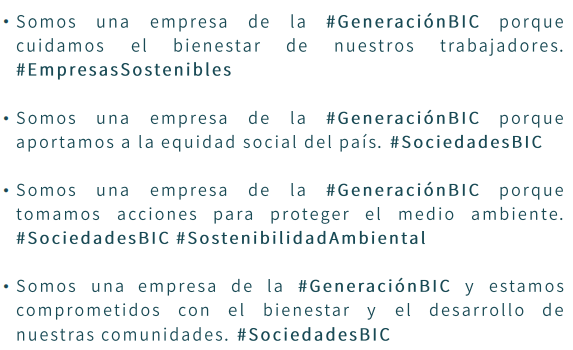 • Somos una empresa de la #GeneraciónBIC porque
cuidamos el bienestar de nuestros trabajadores.
#EmpresasSostenibles
• Somos una empresa de la #GeneraciónBIC porque
aportamos a la equidad social del país. #SociedadesBIC
• Somos una empresa de la #GeneraciónBIC porque
tomamos acciones para proteger el medio ambiente.
#SociedadesBIC #SostenibilidadAmbiental
• Somos una empresa de la #GeneraciónBIC y estamos
comprometidos con el bienestar y el desarrollo de
nuestras comunidades. #SociedadesBIC